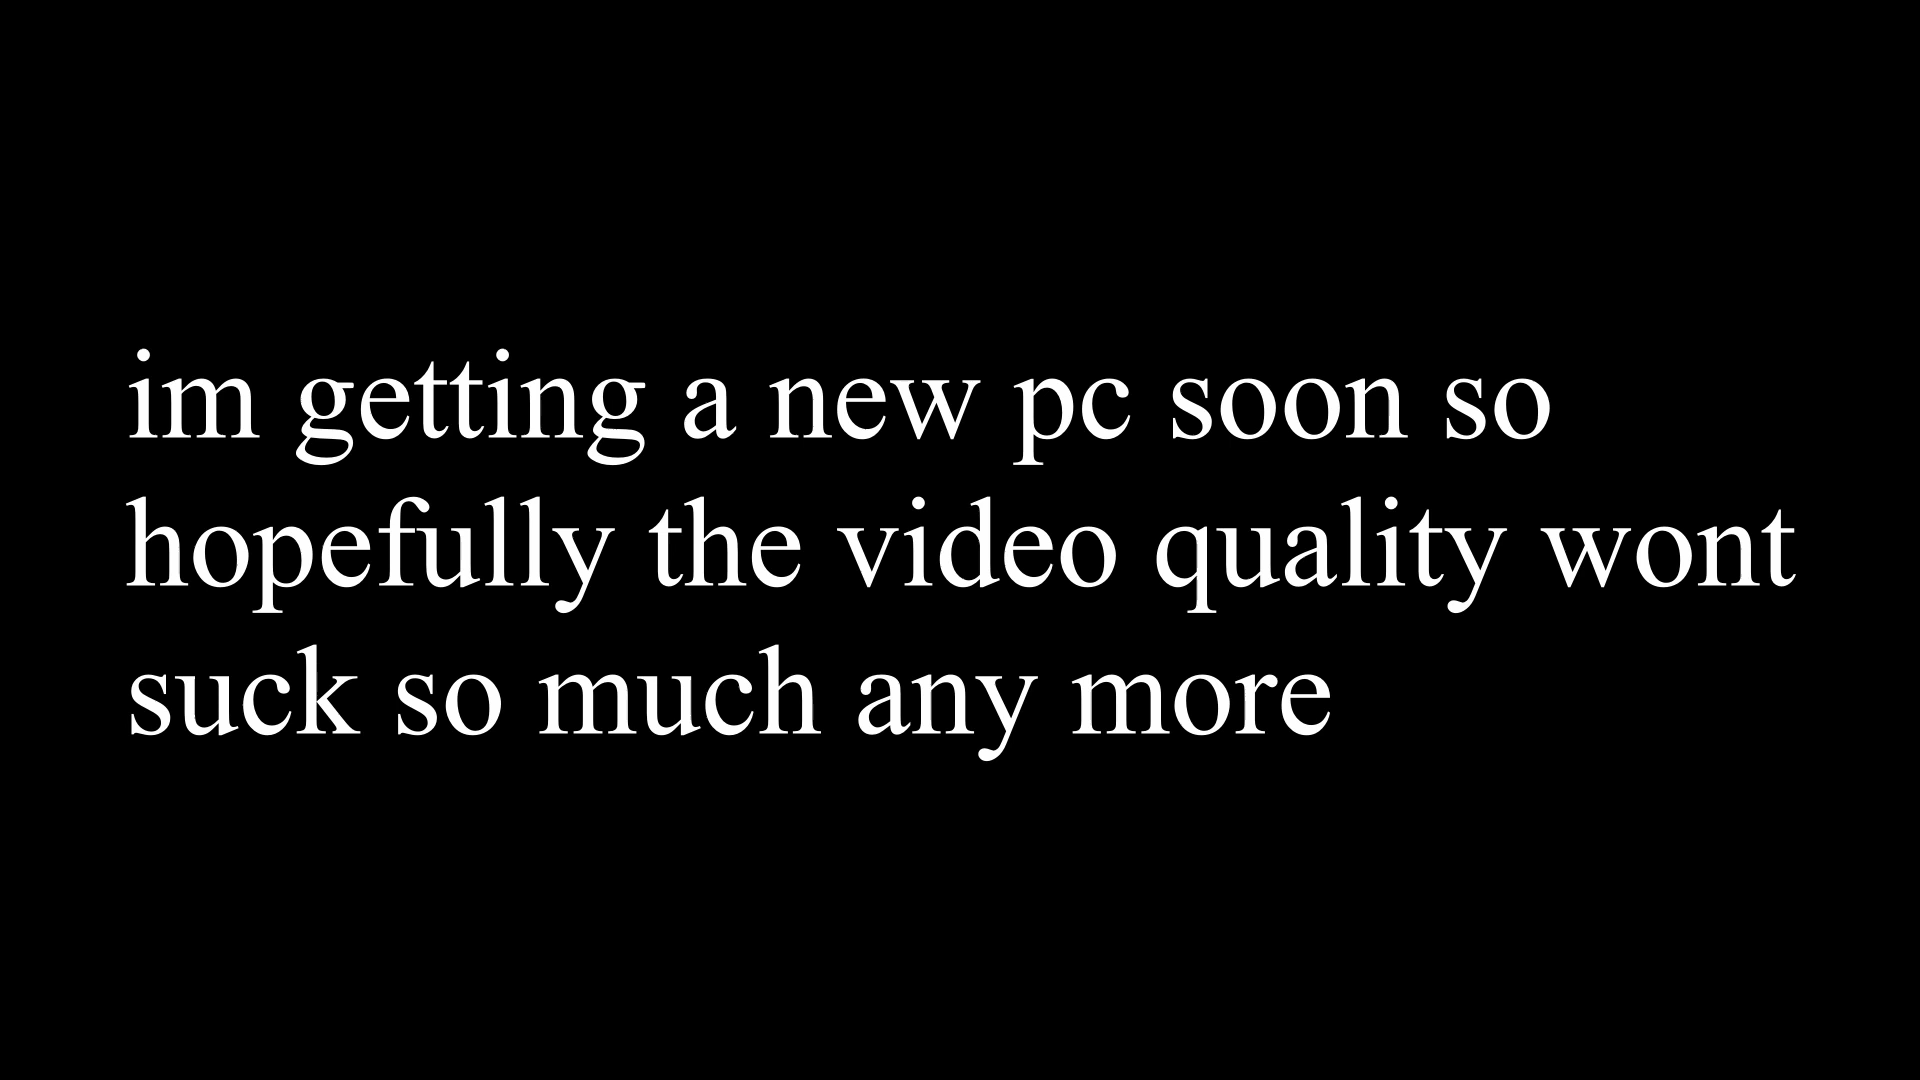 im getting a new pc soon so
hopefully the video quality wont
suck so much any more